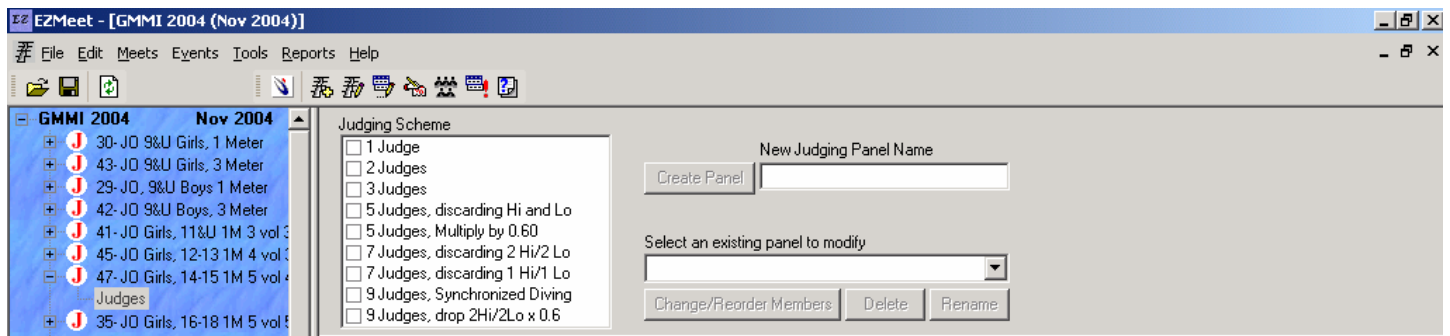 EZ EZMeet - [GMMI 2004 (Nov 2004)]
File Edit Meets Events Tools Reports Help
GMMI 2004 Nov 2004
J 30- JO 9&U Girls, 1 Meter
J 43- JO 9&U Girls, 3 Meter
J 29- JO, 9&U Boys 1 Meter
J 42- JO 9&U Boys, 3 Meter
J 41- JO Girls, 11&U 1M 3 vol 3
J 45- JO Girls, 12-13 1M 4 vol 3
J 47- JO Girls, 14-15 1M 5 vol 4
Judges
J 35- JO Girls, 16-18 1M 5 vol 5
Judging Scheme
1 Judge
2 Judges
3 Judges
5 Judges, discarding Hi and Lo
5 Judges, Multiply by 0.60
7 Judges, discarding 2 Hi/2 Lo
7 Judges, discarding 1 Hi/1 Lo
9 Judges, Synchronized Diving
9 Judges, drop 2Hi/2Lo x 0.6
New Judging Panel Name
Create Panel
Select an existing panel to modify
Change/Reorder Members Delete Rename